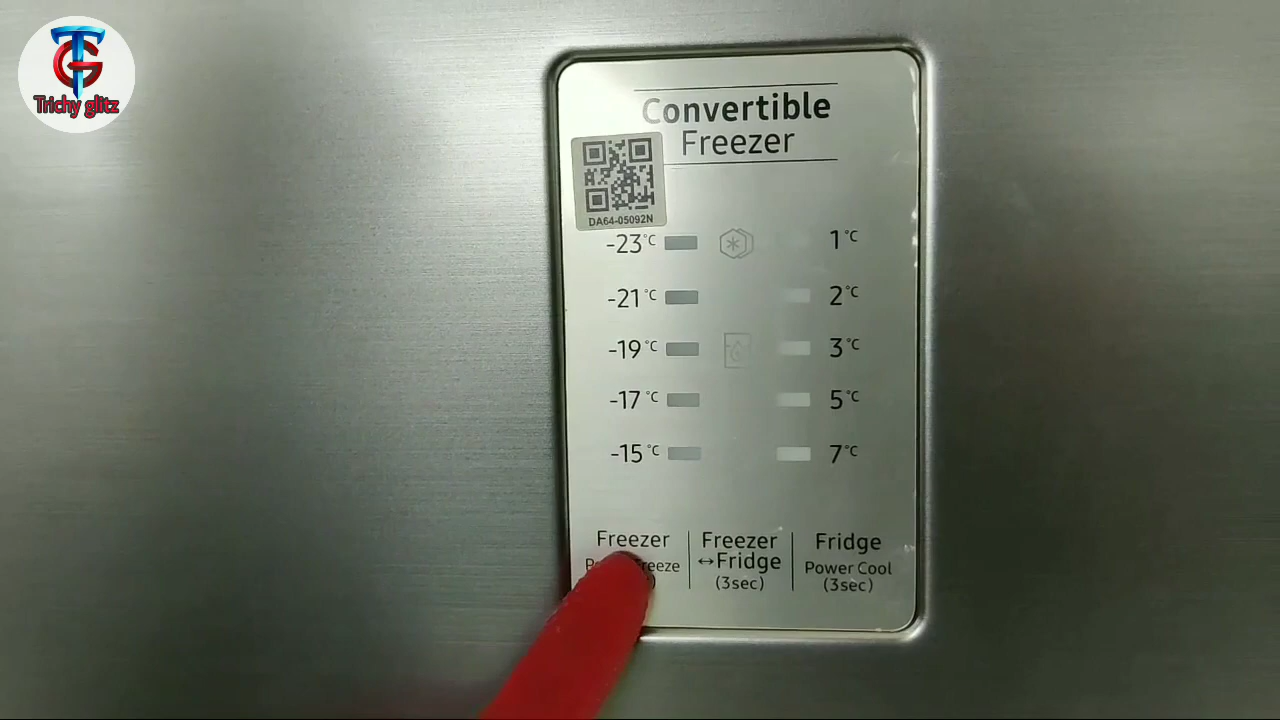 Trichy glitz
Convertible
Freezer
DA64-05092N
-23°C 1°C
-21°C 2°C
-19°C 3°C
-17°C 5°C
-15°C 7°C
Freezer
Freezer
↔Fridge
(3sec)
Fridge
Power Cool
(3sec)